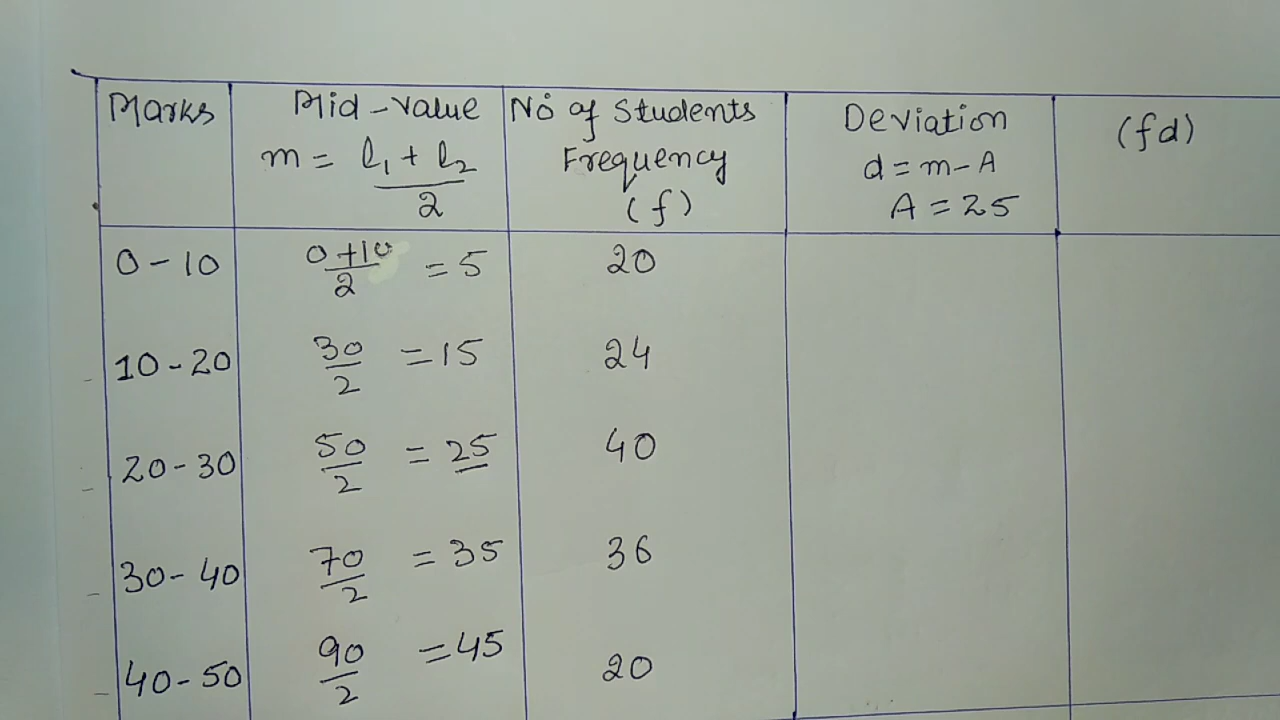 Marks | Mid-value m = l₁ + l₂ / 2 | No of Students Frequency (f) | Deviation d = m-A A = 25 | (fd)
0-10 | 0+10/2 = 5 | 20
10-20 | 30/2 = 15 | 24
20-30 | 50/2 = 25 | 40
30-40 | 70/2 = 35 | 36
40-50 | 90/2 = 45 | 20